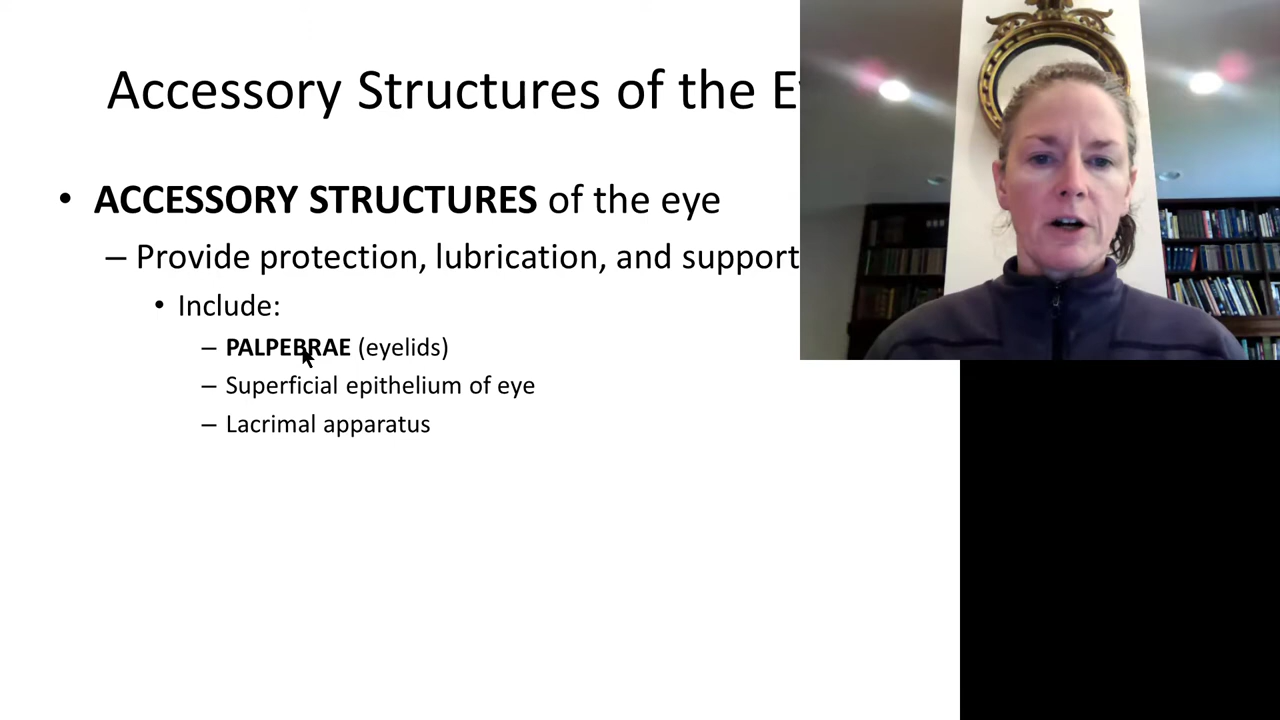 Accessory Structures of the
• ACCESSORY STRUCTURES of the eye
– Provide protection, lubrication, and support
• Include:
– PALPEBRAE (eyelids)
– Superficial epithelium of eye
– Lacrimal apparatus